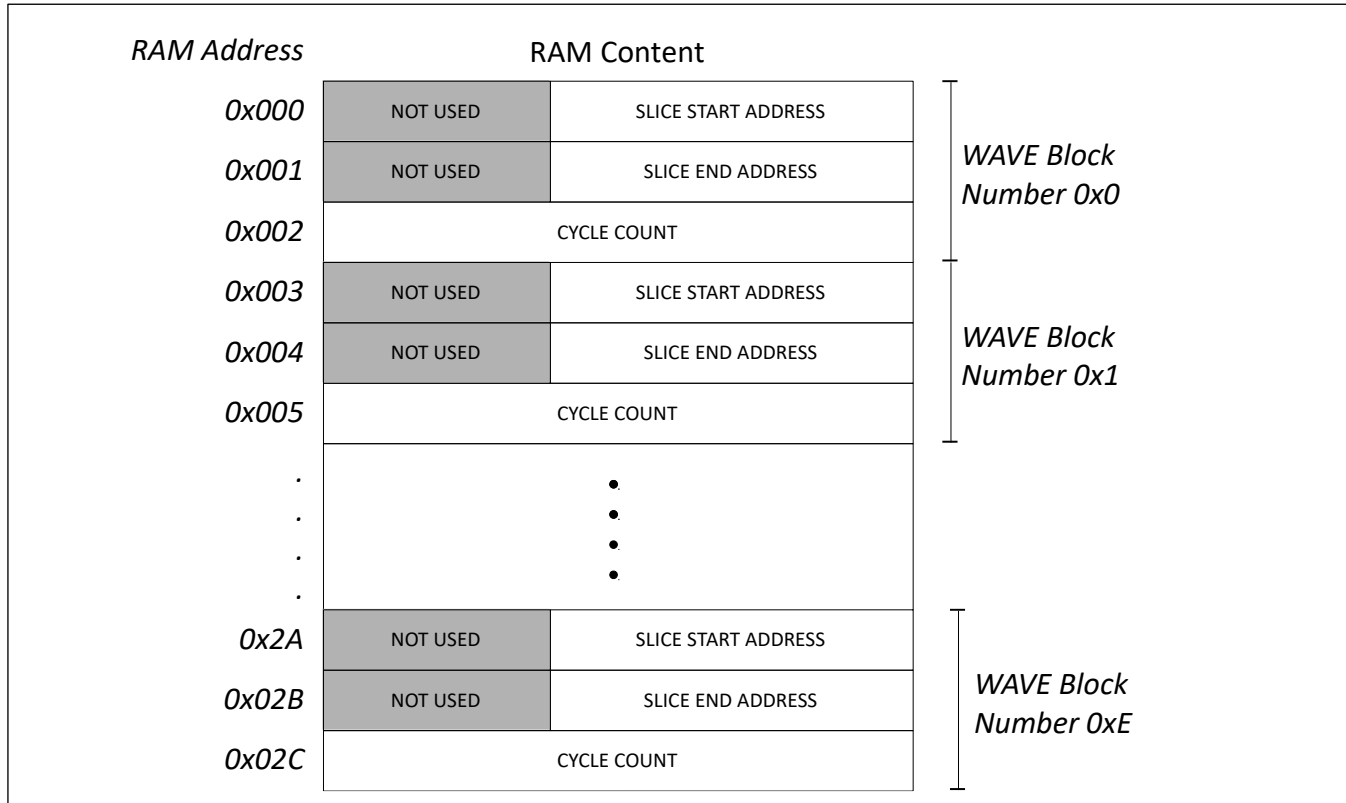 RAM Address RAM Content
0x000 NOT USED SLICE START ADDRESS
0x001 NOT USED SLICE END ADDRESS
0x002 CYCLE COUNT
WAVE Block
Number 0x0
0x003 NOT USED SLICE START ADDRESS
0x004 NOT USED SLICE END ADDRESS
0x005 CYCLE COUNT
WAVE Block
Number 0x1
.
.
.
.
0x2A NOT USED SLICE START ADDRESS
0x02B NOT USED SLICE END ADDRESS
0x02C CYCLE COUNT
WAVE Block
Number 0xE